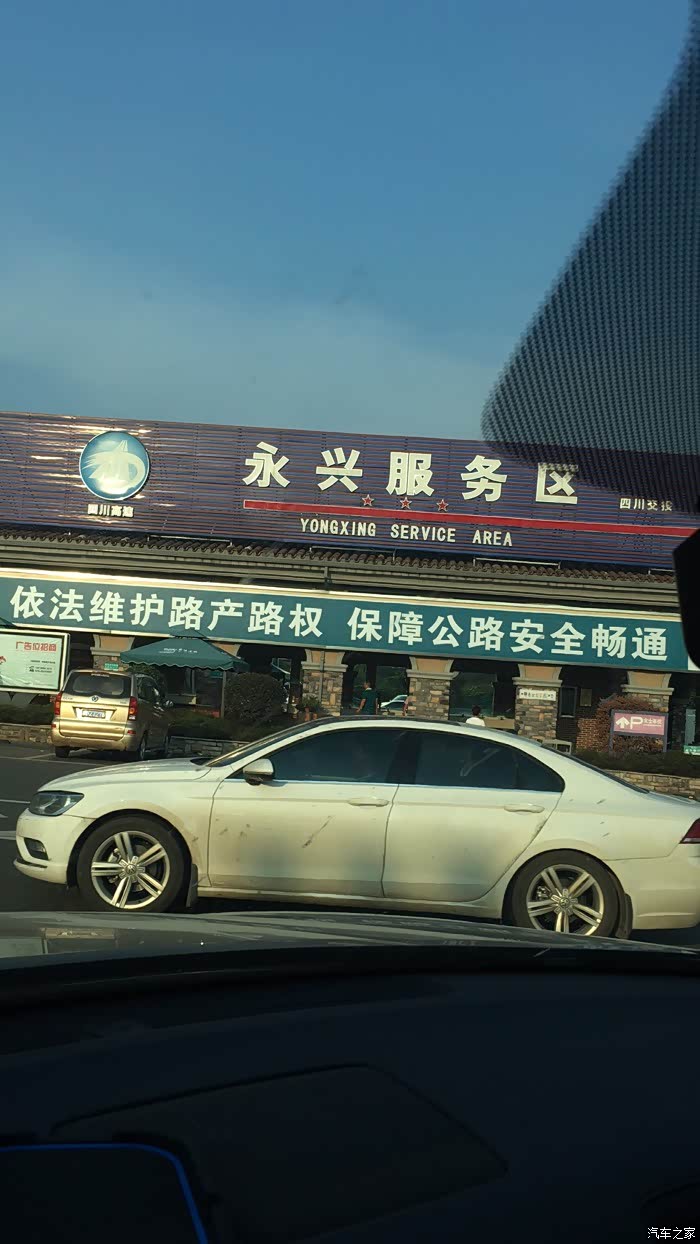 永兴服务区
四川高速
四川交投
YONGXING SERVICE AREA
依法维护路产路权 保障公路安全畅通
广告位招租
P
汽车之家